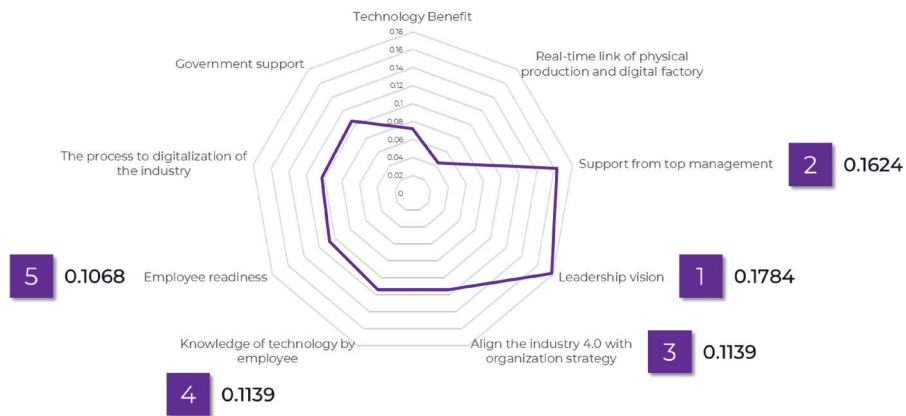 Technology Benefit
0.18
0.16
0.14
0.12
0.1
0.08
0.06
0.04
0.02
0
Government support
Real-time link of physical
production and digital factory
The process to digitalization of
the industry
Support from top management
2
0.1624
5
0.1068
Employee readiness
Leadership vision
1
0.1784
Knowledge of technology by
employee
Align the industry 4.0 with
organization strategy
3
0.1139
4
0.1139